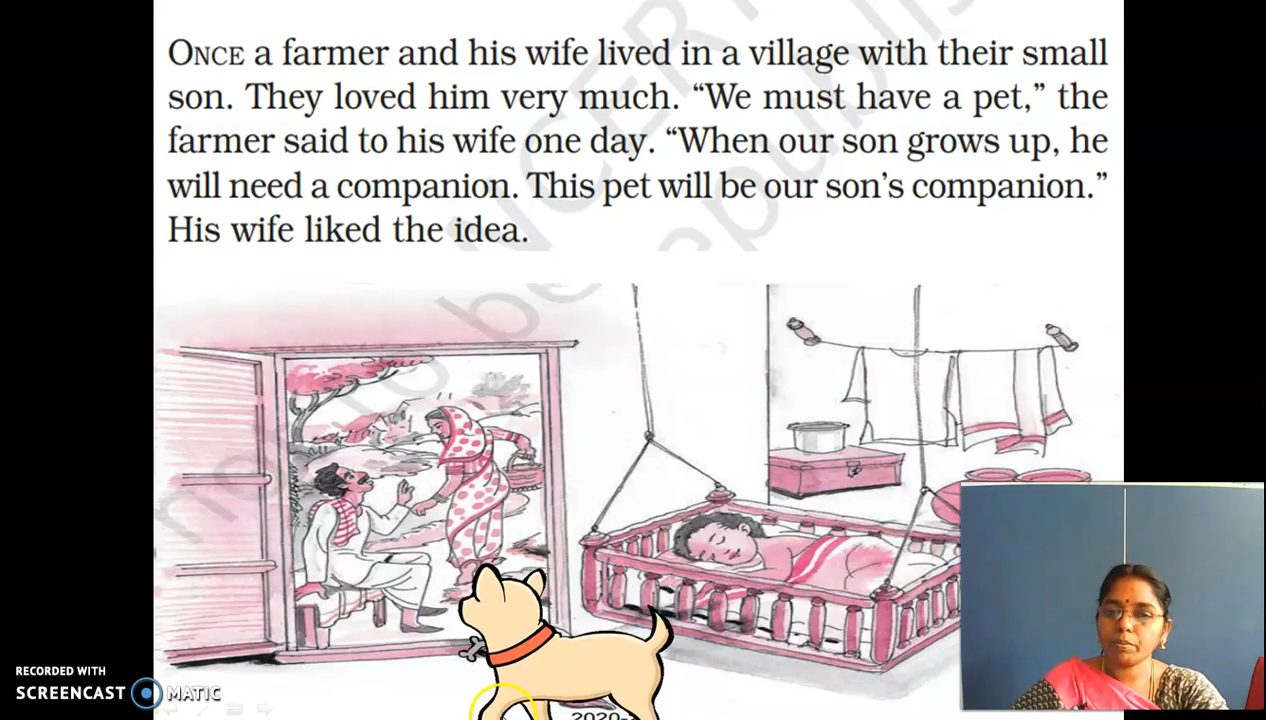 ONCE a farmer and his wife lived in a village with their small
son. They loved him very much. “We must have a pet,” the
farmer said to his wife one day. “When our son grows up, he
will need a companion. This pet will be our son’s companion.”
His wife liked the idea.
RECORDED WITH
SCREENCAST MATIC